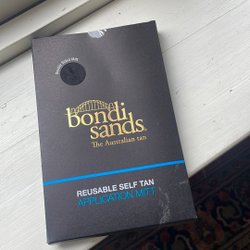 bondi
sands
The Australian tan
REUSABLE SELF TAN
APPLICATION MITT